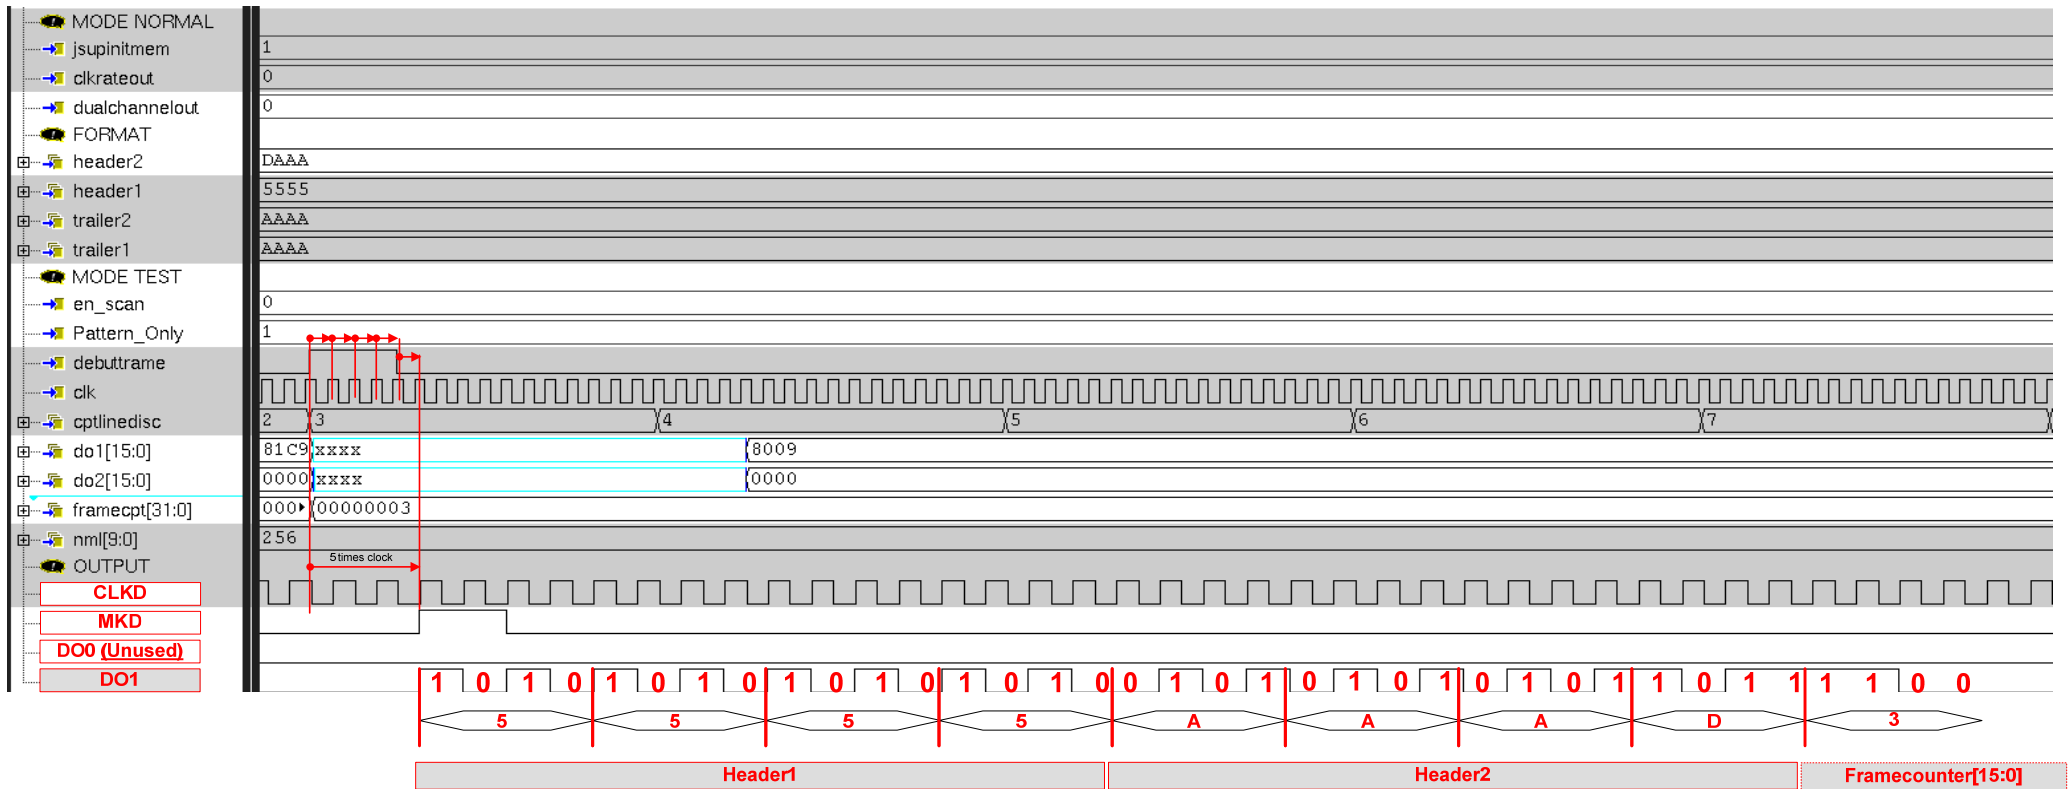 MODE NORMAL
jsupinitmem 1
clkrateout 0
dualchannelout 0
FORMAT
header2 DAAA
header1 5555
trailer2 AAAA
trailer1 AAAA
MODE TEST
en_scan 0
Pattern_Only 1
debuttrame
clk
cptlinedisc 2 3 4 5 6 7
do1[15:0] 81C9 xxxx 8009
do2[15:0] 0000 xxxx 0000
framecpt[31:0] 000 00000003
nml[9:0] 256
5 times clock
OUTPUT
CLKD
MKD
DO0 (Unused)
DO1 1 0 1 0 1 0 1 0 1 0 1 0 1 0 1 0 0 1 0 1 0 1 0 1 0 1 0 1 1 0 1 1 1 1 0 0
5 5 5 5 A A A D 3
Header1 Header2 Framecounter[15:0]